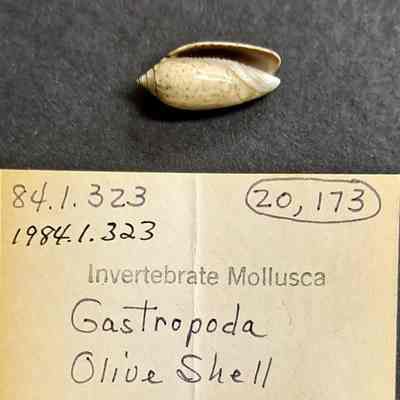 84.1.323 20,173
1984.1.323
Invertebrate Mollusca
Gastropoda
Olive Shell